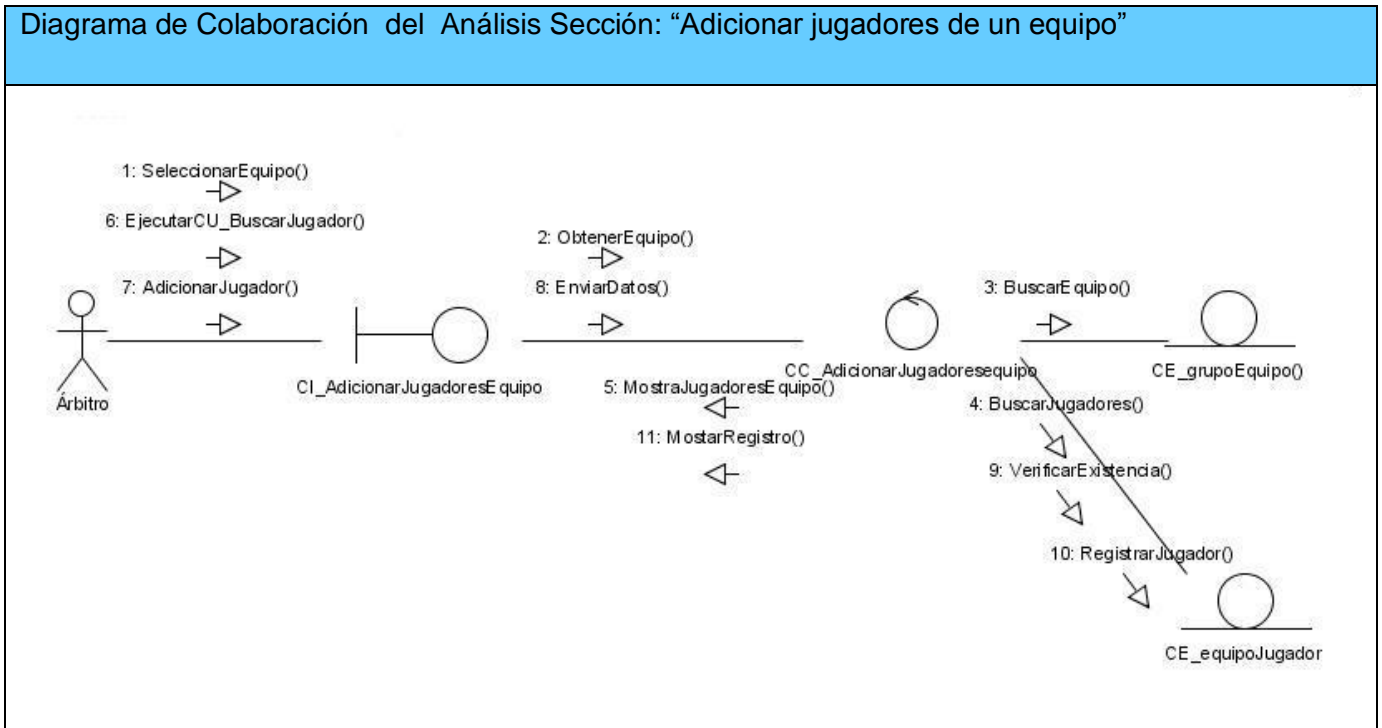 Diagrama de Colaboración del Análisis Sección: “Adicionar jugadores de un equipo”
1: SeleccionarEquipo()
6: EjecutarCU_BuscarJugador()
7: AdicionarJugador()
2: ObtenerEquipo()
8: EnviarDatos()
3: BuscarEquipo()
Árbitro
CI_AdicionarJugadoresEquipo
CC_AdicionarJugadoresequipo
CE_grupoEquipo()
5: MostraJugadoresEquipo()
11: MostarRegistro()
4: BuscarJugadores()
9: VerificarExistencia()
10: RegistrarJugador()
CE_equipoJugador